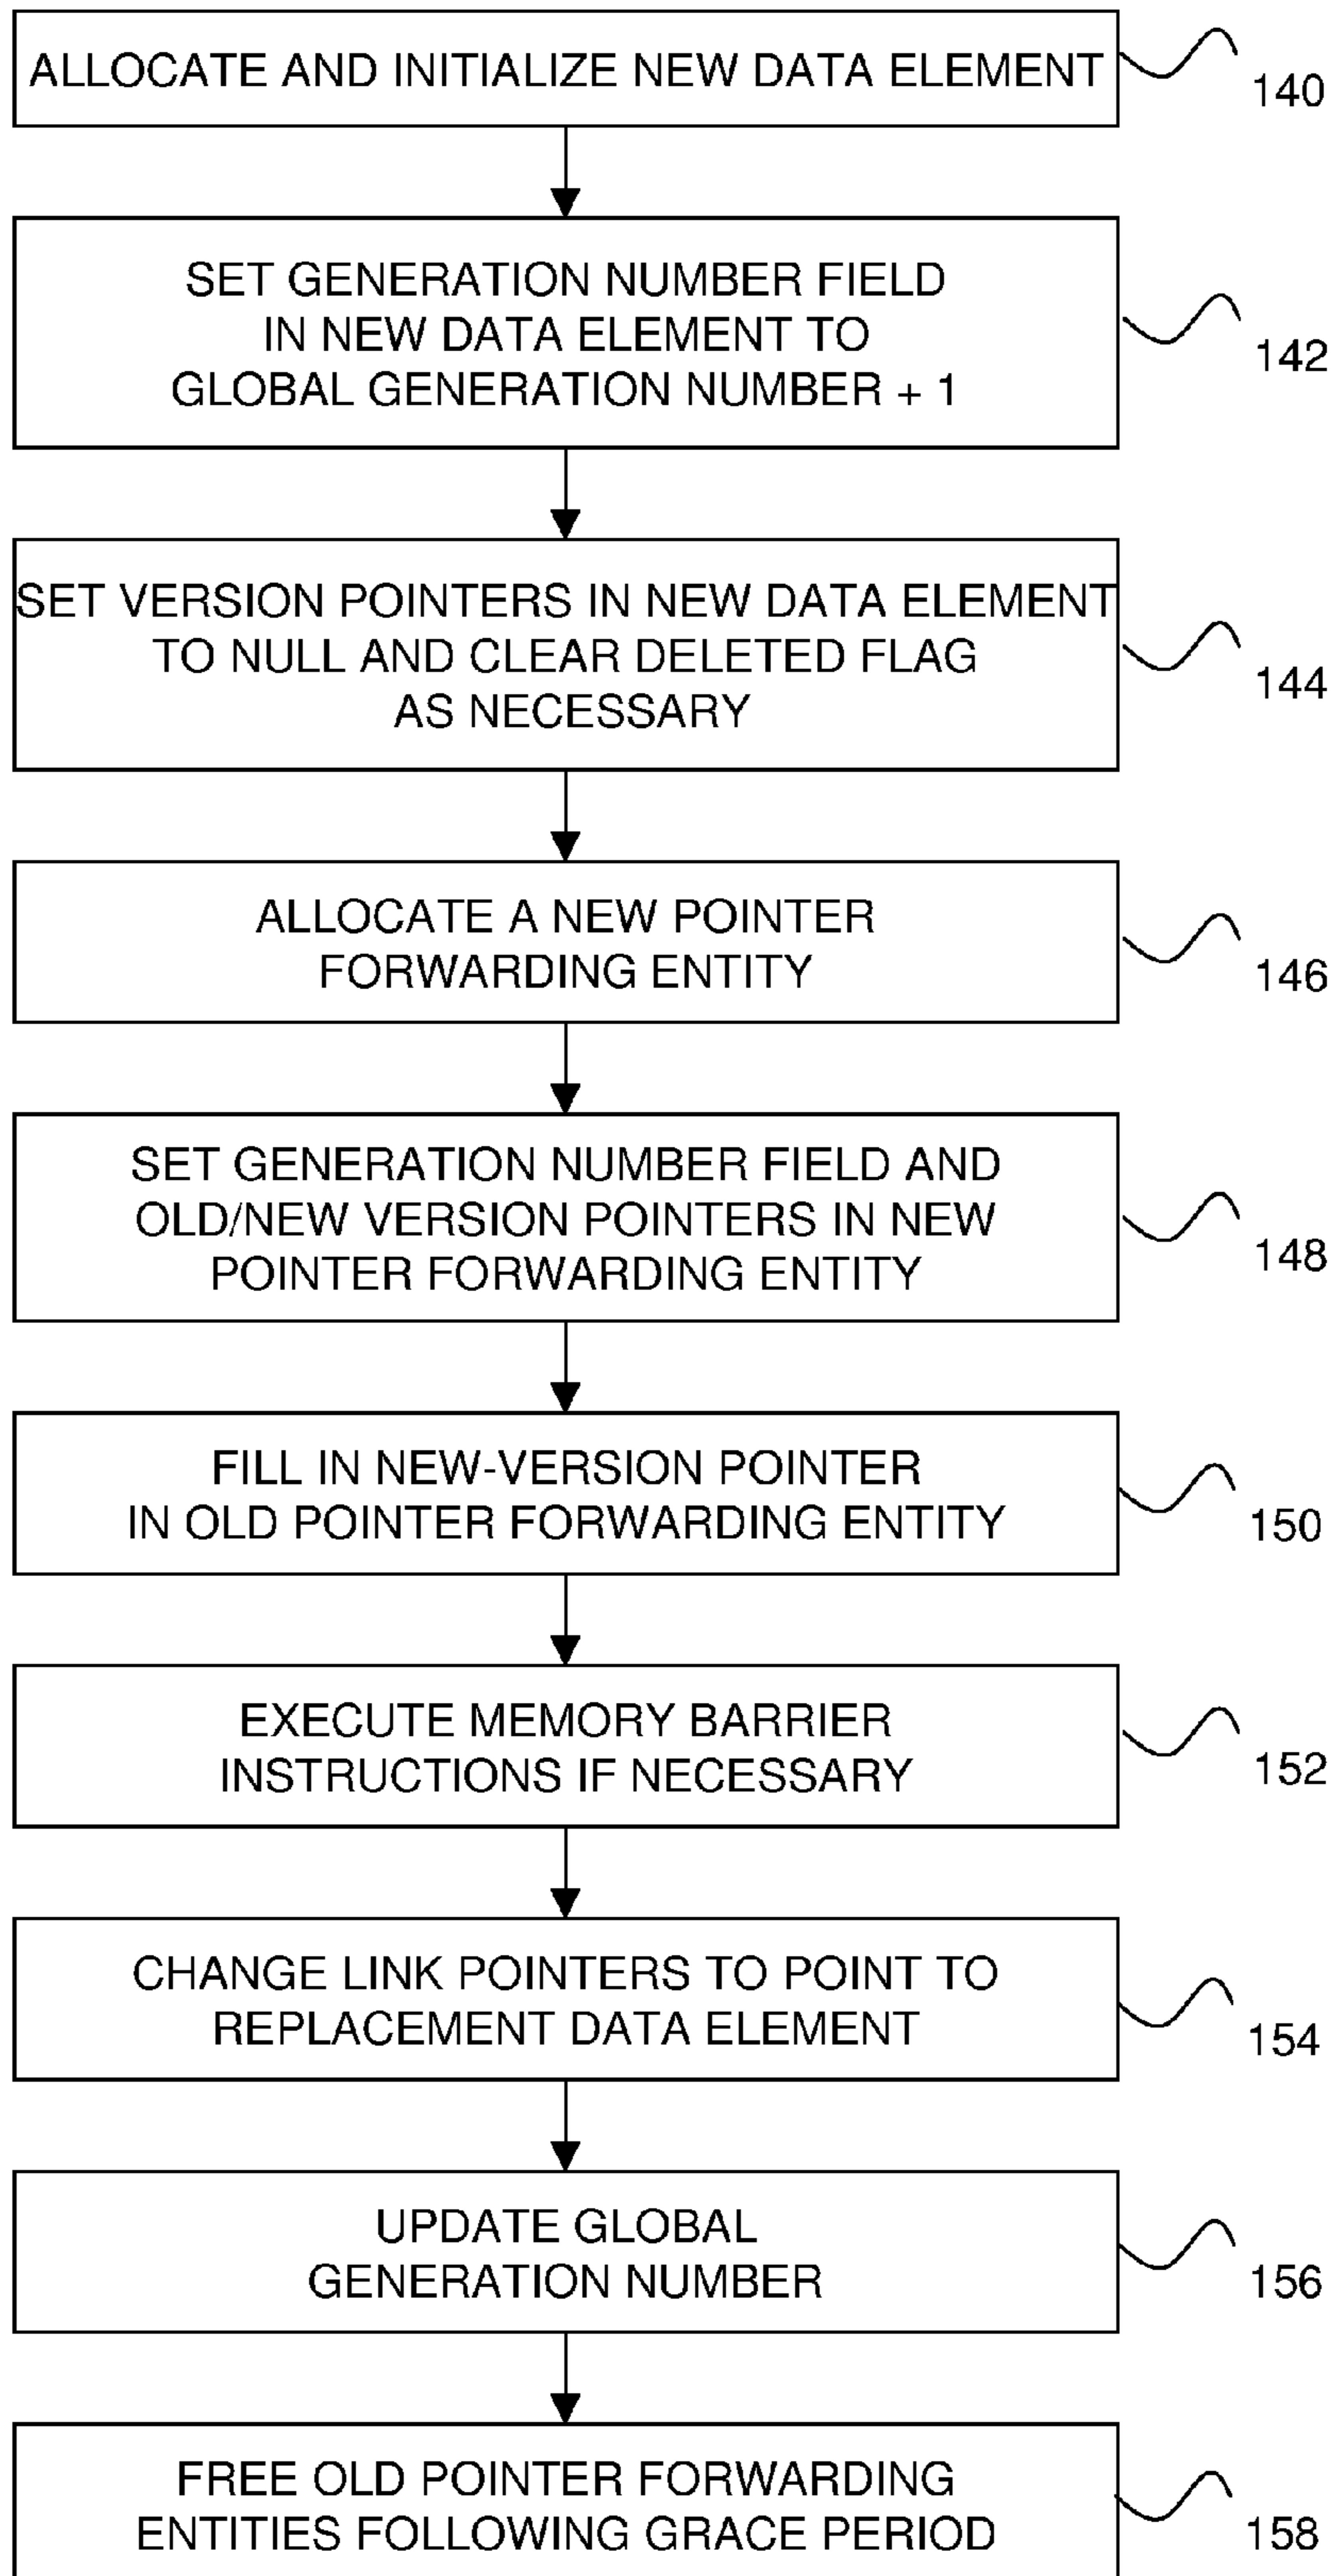 ALLOCATE AND INITIALIZE NEW DATA ELEMENT
140
SET GENERATION NUMBER FIELD
IN NEW DATA ELEMENT TO
GLOBAL GENERATION NUMBER + 1
142
SET VERSION POINTERS IN NEW DATA ELEMENT
TO NULL AND CLEAR DELETED FLAG
AS NECESSARY
144
ALLOCATE A NEW POINTER
FORWARDING ENTITY
146
SET GENERATION NUMBER FIELD AND
OLD/NEW VERSION POINTERS IN NEW
POINTER FORWARDING ENTITY
148
FILL IN NEW-VERSION POINTER
IN OLD POINTER FORWARDING ENTITY
150
EXECUTE MEMORY BARRIER
INSTRUCTIONS IF NECESSARY
152
CHANGE LINK POINTERS TO POINT TO
REPLACEMENT DATA ELEMENT
154
UPDATE GLOBAL
GENERATION NUMBER
156
FREE OLD POINTER FORWARDING
ENTITIES FOLLOWING GRACE PERIOD
158